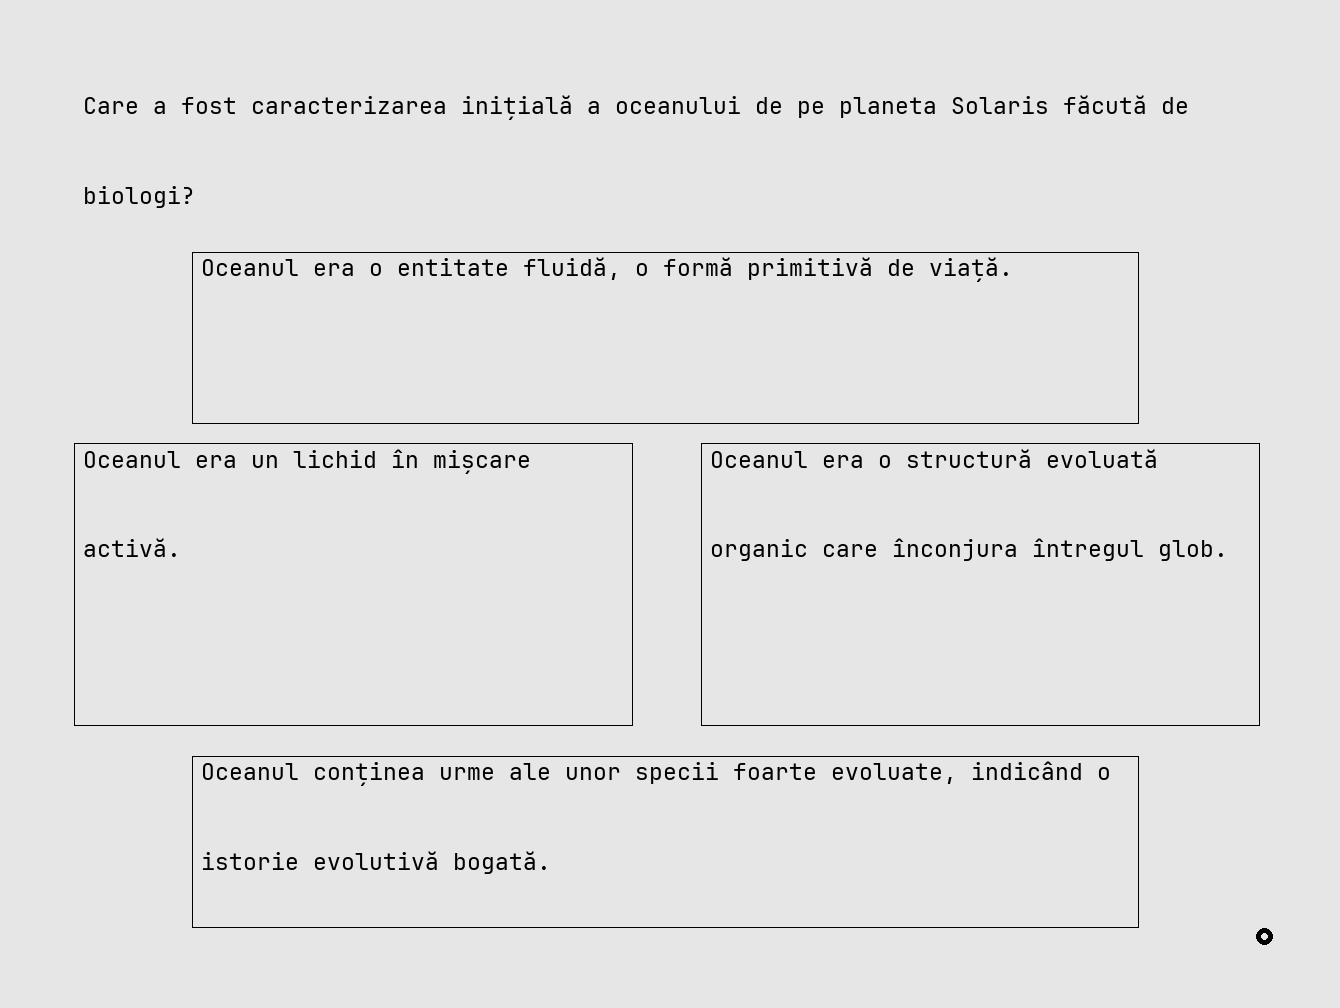 Care a fost caracterizarea inițială a oceanului de pe planeta Solaris făcută de
biologi?
Oceanul era o entitate fluidă, o formă primitivă de viață.
Oceanul era un lichid în mișcare
activă.
Oceanul era o structură evoluată
organic care înconjura întregul glob.
Oceanul conținea urme ale unor specii foarte evoluate, indicând o
istorie evolutivă bogată.